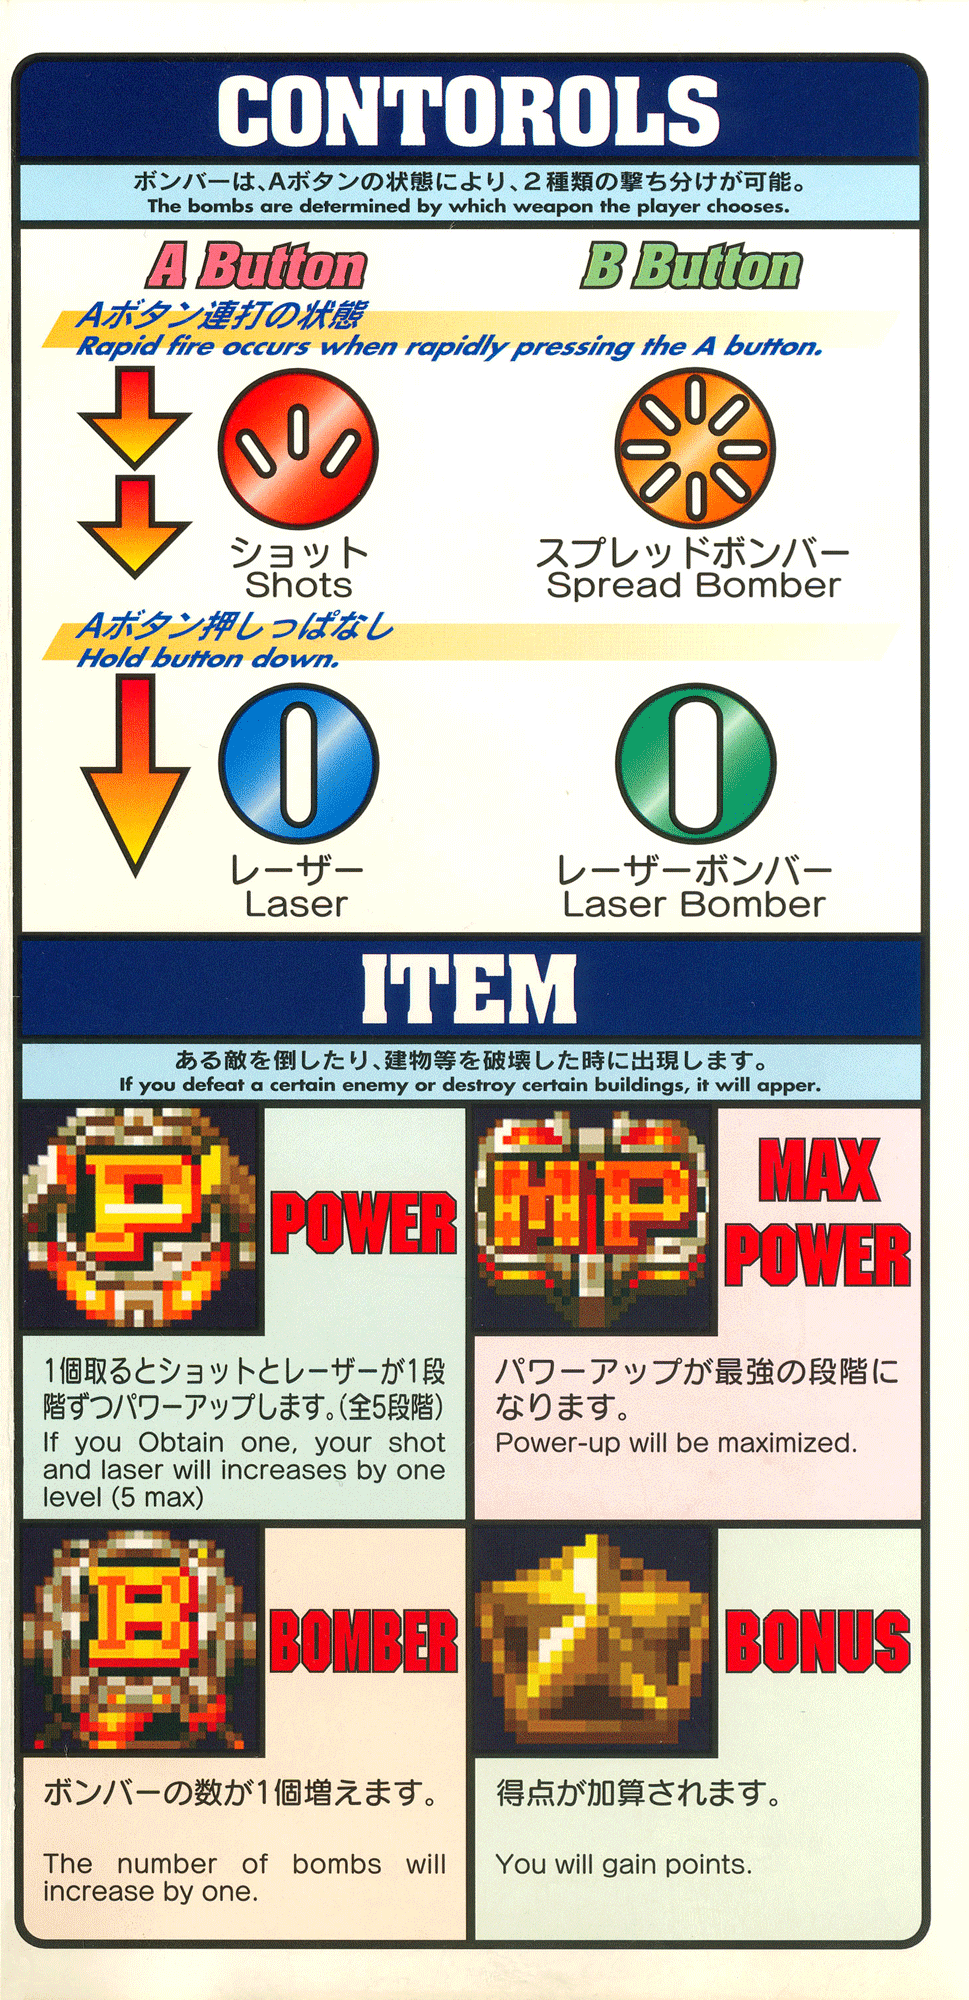 CONTOROLS
ボンバーは、Aボタンの状態により、2種類の撃ち分けが可能。
The bombs are determined by which weapon the player chooses.
A Button
B Button
Aボタン連打の状態
Rapid fire occurs when rapidly pressing the A button.
ショット
Shots
スプレッドボンバー
Spread Bomber
Aボタン押しっぱなし
Hold button down.
レーザー
Laser
レーザーボンバー
Laser Bomber
ITEM
ある敵を倒したり、建物等を破壊した時に出現します。
If you defeat a certain enemy or destroy certain buildings, it will apper.
P
POWER
1個取るとショットとレーザーが1段
階ずつパワーアップします。(全5段階)
If you Obtain one, your shot
and laser will increases by one
level (5 max)
MP
MAX
POWER
パワーアップが最強の段階に
なります。
Power-up will be maximized.
B
BOMBER
ボンバーの数が1個増えます。
The number of bombs will
increase by one.
BONUS
得点が加算されます。
You will gain points.